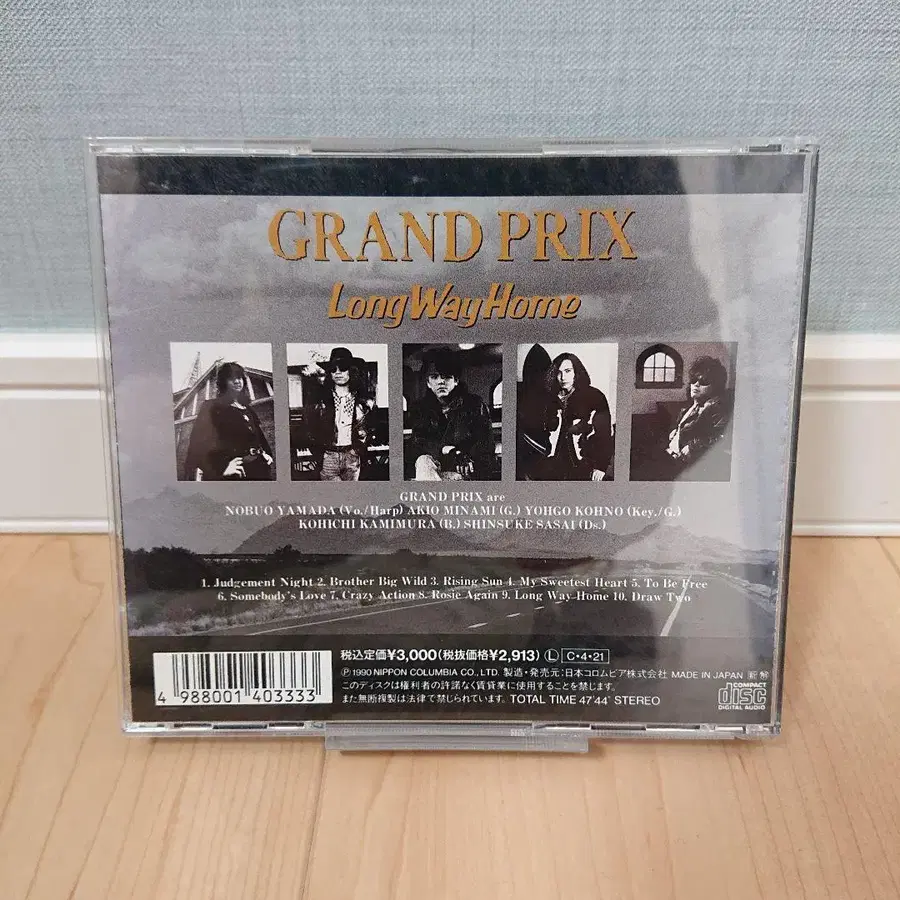 GRAND PRIX
Long Way Home
GRAND PRIX are
NOBUO YAMADA (Vo./Harp) AKIO MINAMI (G.) YOHGO KOHNO (Key./G.)
KOHICHI KAMIMURA (B.) SHINSUKE SASAI (Ds.)
1. Judgement Night 2. Brother Big Wild 3. Rising Sun 4. My Sweetest Heart 5. To Be Free
6. Somebody's Love 7. Crazy Action 8. Rosie Again 9. Long Way Home 10. Draw Two
税込定価¥3,000(税抜価格¥2,913) Ⓛ C・4・21
Ⓟ 1990 NIPPON COLUMBIA CO., LTD. 製造・発売元:日本コロムビア株式会社 MADE IN JAPAN 新解
このディスクは権利者の許諾なく賃貸業に使用することを禁じます。
また無断複製は法律で禁じられています。 TOTAL TIME 47'44" STEREO
4 988001 403333
COMPACT
disc
DIGITAL AUDIO